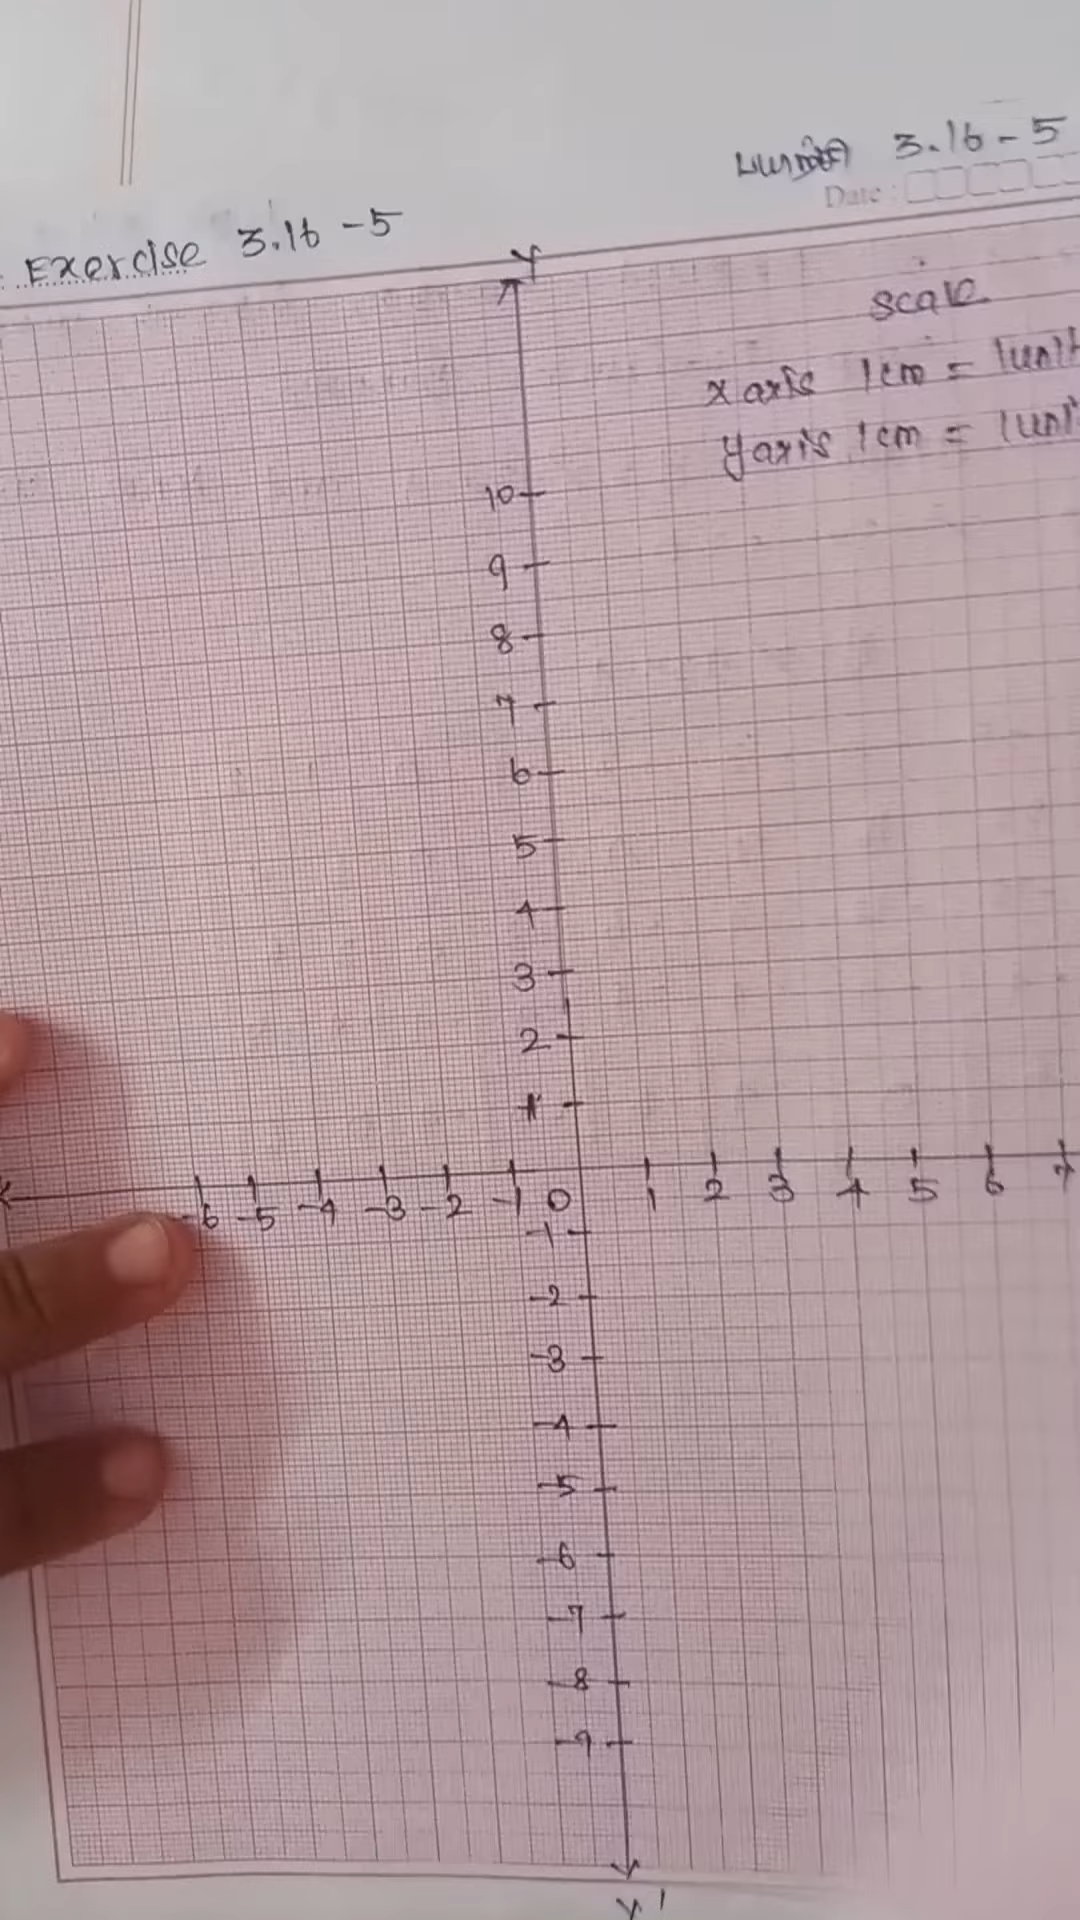 பயிற்சி 3.16 - 5
Date :
Exercise 3.16 - 5
Y
scale
x axis 1cm = 1unit
y axis 1cm = 1uni
10
9
8
7
6
5
4
3
2
1
-6 -5 -4 -3 -2 -1 0 1 2 3 4 5 6 7
-1
-2
-3
-4
-5
-6
-7
-8
-9
Y'